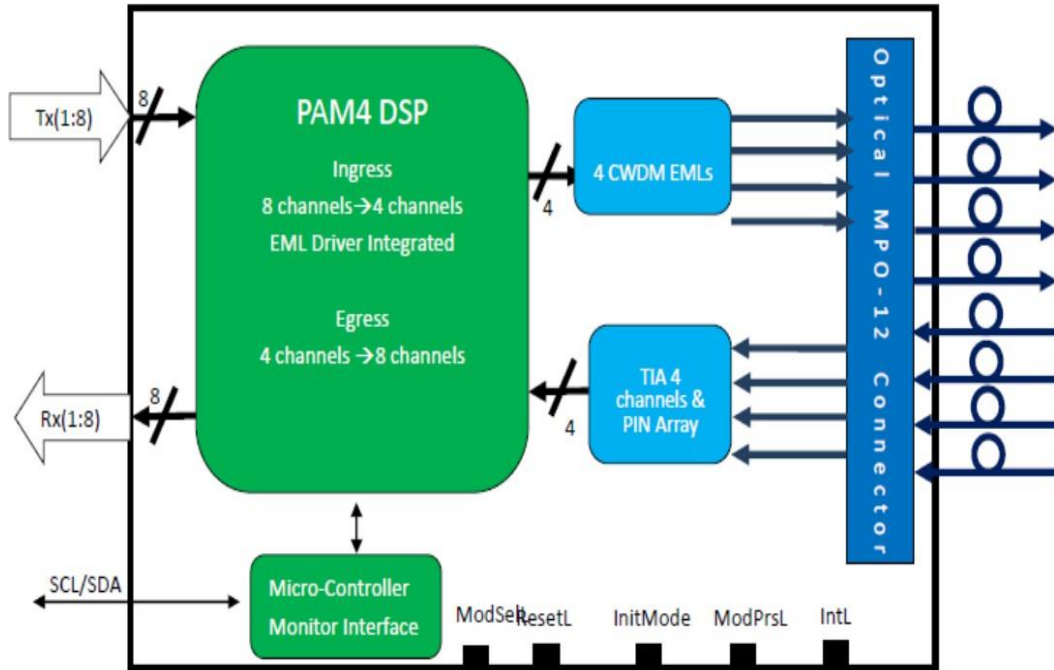 Tx(1:8)
8
PAM4 DSP
Ingress
8 channels→4 channels
EML Driver Integrated
Egress
4 channels →8 channels
4
4 CWDM EMLs
Optical MPO-12 Connector
Rx(1:8)
8
4
TIA 4
channels &
PIN Array
SCL/SDA
Micro-Controller
Monitor Interface
ModSelL
ResetL
InitMode
ModPrsL
IntL